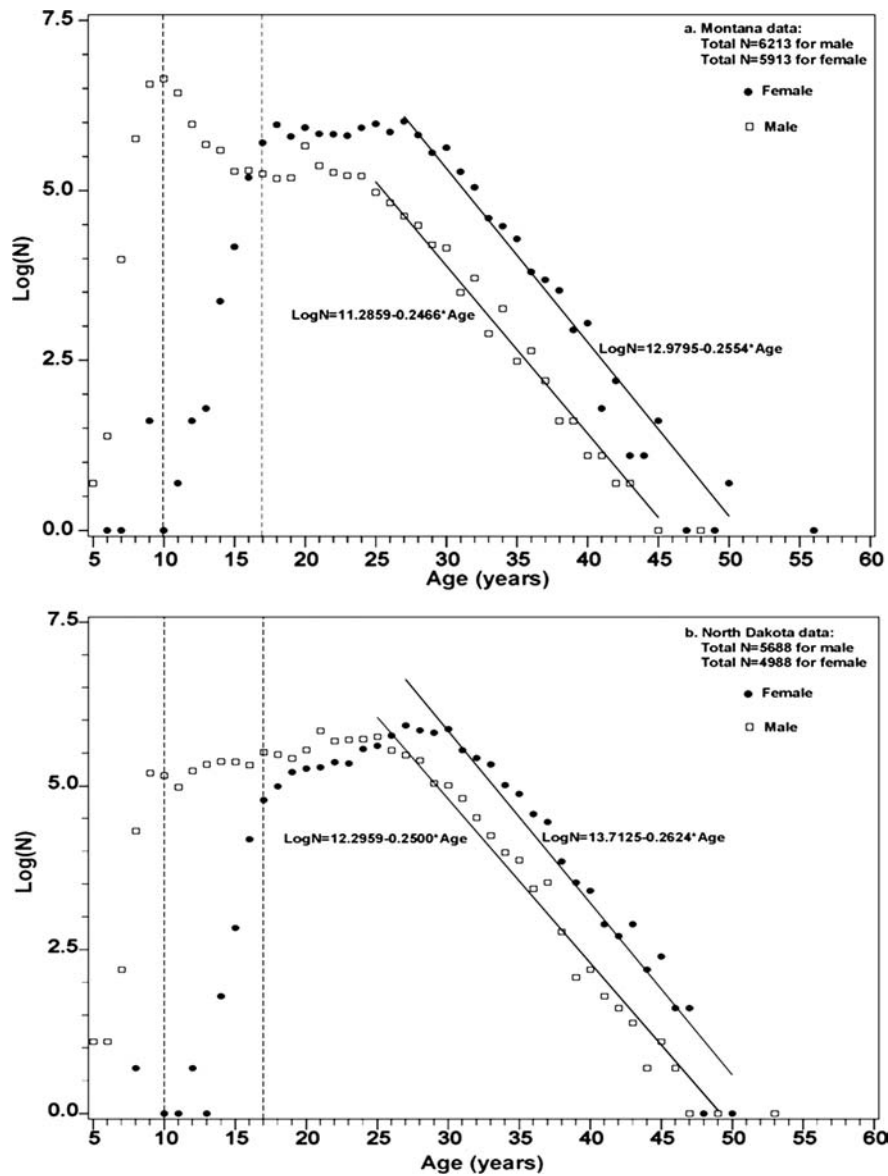 7.5
a. Montana data:
Total N=6213 for male
Total N=5913 for female
Female
Male
5.0
Log(N)
LogN=11.2859-0.2466*Age
LogN=12.9795-0.2554*Age
2.5
0.0
5 10 15 20 25 30 35 40 45 50 55 60
Age (years)
7.5
b. North Dakota data:
Total N=5688 for male
Total N=4988 for female
Female
Male
5.0
Log(N)
LogN=12.2959-0.2500*Age
LogN=13.7125-0.2624*Age
2.5
0.0
5 10 15 20 25 30 35 40 45 50 55 60
Age (years)